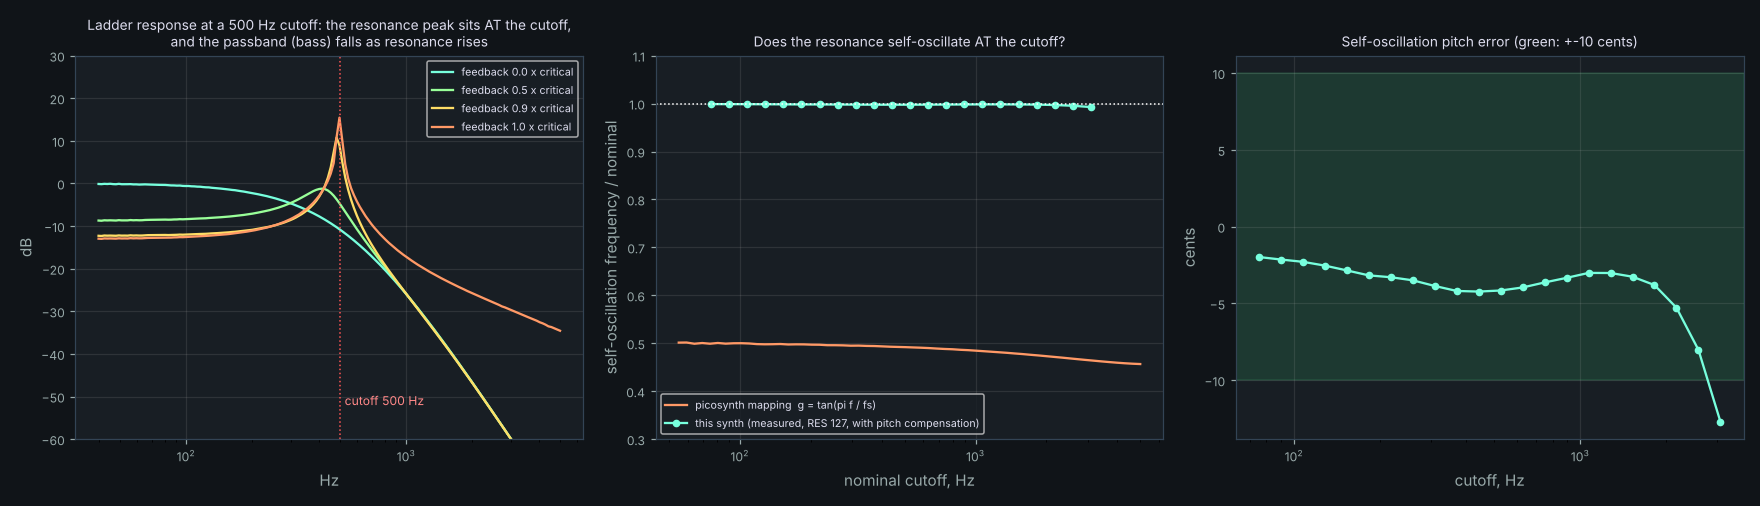 Ladder response at a 500 Hz cutoff: the resonance peak sits AT the cutoff,
and the passband (bass) falls as resonance rises
30
20
10
0
−10
−20
−30
−40
−50
−60
dB
feedback 0.0 x critical
feedback 0.5 x critical
feedback 0.9 x critical
feedback 1.0 x critical
cutoff 500 Hz
10²
10³
Hz
Does the resonance self-oscillate AT the cutoff?
1.1
1.0
0.9
0.8
0.7
0.6
0.5
0.4
0.3
self-oscillation frequency / nominal
picosynth mapping g = tan(pi f / fs)
this synth (measured, RES 127, with pitch compensation)
10²
10³
nominal cutoff, Hz
Self-oscillation pitch error (green: +-10 cents)
10
5
0
−5
−10
cents
10²
10³
cutoff, Hz